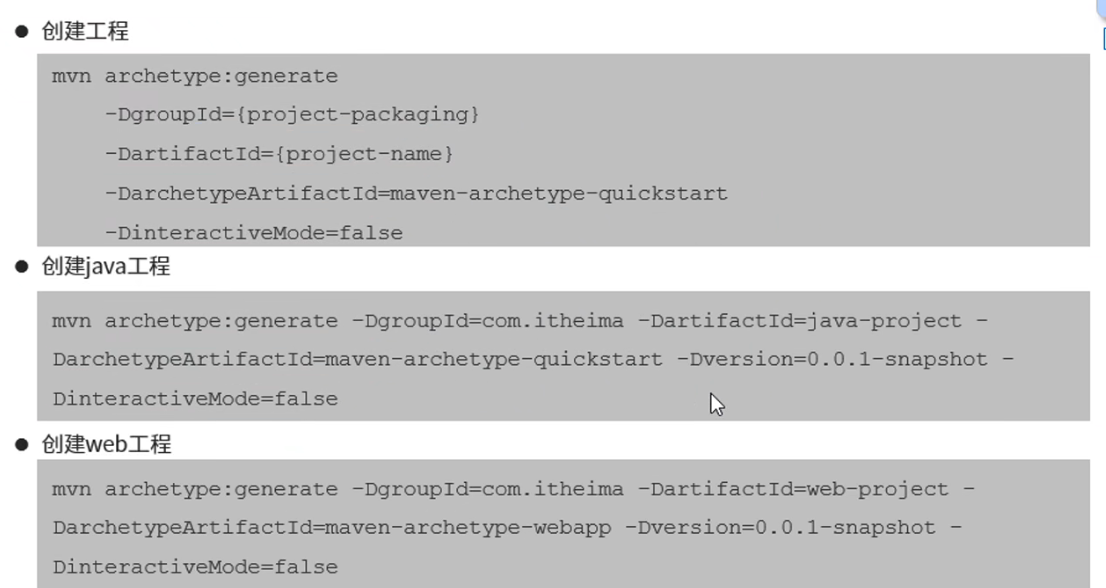 ● 创建工程
mvn archetype:generate
-DgroupId={project-packaging}
-DartifactId={project-name}
-DarchetypeArtifactId=maven-archetype-quickstart
-DinteractiveMode=false
● 创建java工程
mvn archetype:generate -DgroupId=com.itheima -DartifactId=java-project -
DarchetypeArtifactId=maven-archetype-quickstart -Dversion=0.0.1-snapshot -
DinteractiveMode=false
● 创建web工程
mvn archetype:generate -DgroupId=com.itheima -DartifactId=web-project -
DarchetypeArtifactId=maven-archetype-webapp -Dversion=0.0.1-snapshot -
DinteractiveMode=false